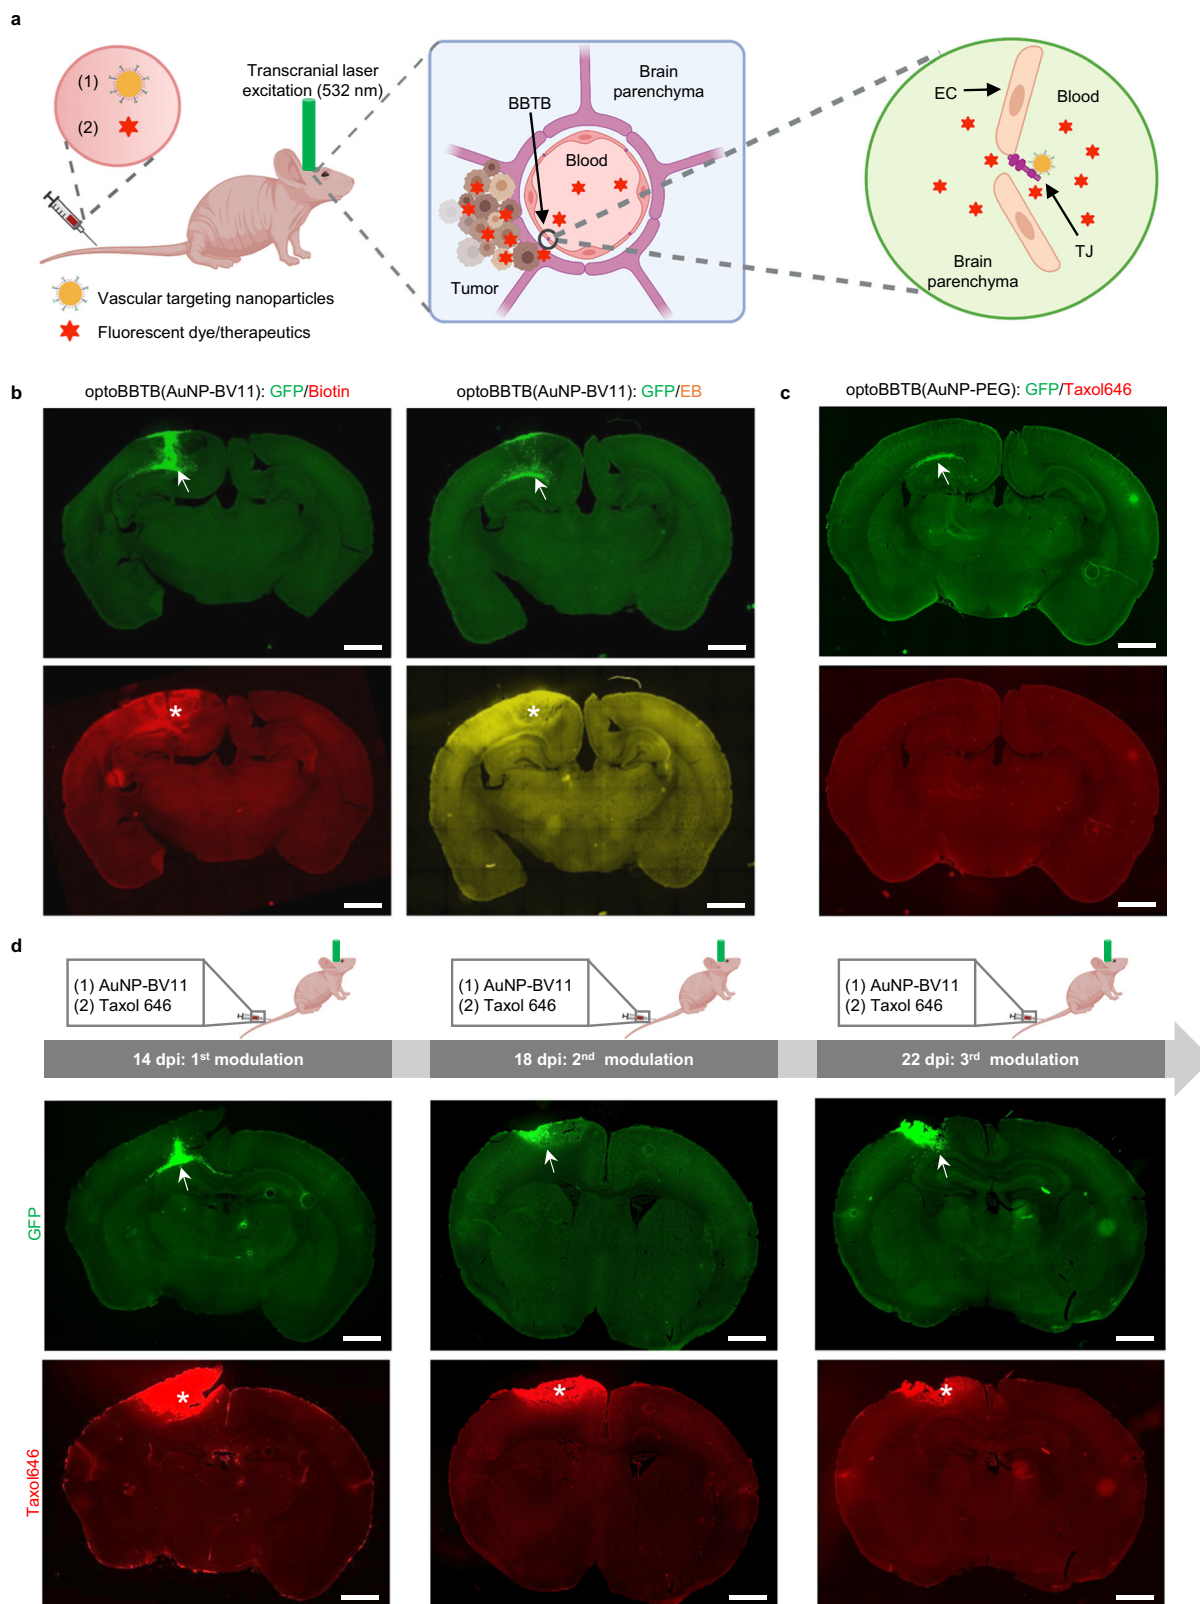 a
(1)
(2)
Transcranial laser
excitation (532 nm)
Vascular targeting nanoparticles
Fluorescent dye/therapeutics
BBTB
Brain
parenchyma
Blood
Tumor
EC
Blood
TJ
Brain
parenchyma
b
optoBBTB(AuNP-BV11): GFP/Biotin
optoBBTB(AuNP-BV11): GFP/EB
*
*
c
optoBBTB(AuNP-PEG): GFP/Taxol646
d
(1) AuNP-BV11
(2) Taxol 646
(1) AuNP-BV11
(2) Taxol 646
(1) AuNP-BV11
(2) Taxol 646
14 dpi: 1st modulation
18 dpi: 2nd modulation
22 dpi: 3rd modulation
GFP
Taxol646
*
*
*